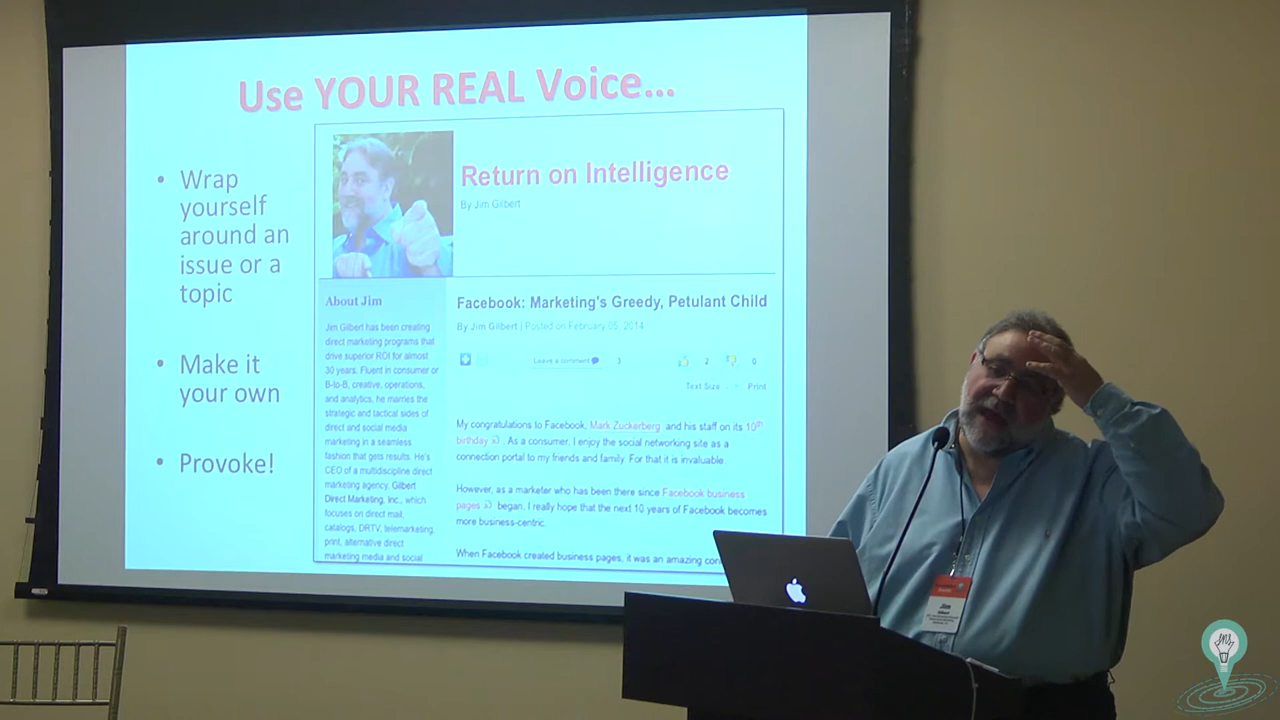 Use YOUR REAL Voice...
• Wrap
yourself
around an
issue or a
topic
• Make it
your own
• Provoke!
Return on Intelligence
By Jim Gilbert
About Jim
Jim Gilbert has been creating
direct marketing programs that
drive superior ROI for almost
30 years. Fluent in consumer or
B-to-B, creative, operations,
and analytics, he marries the
strategic and tactical sides of
direct and social media
marketing in a seamless
fashion that gets results. He's
CEO of a multidiscipline direct
marketing agency, Gilbert
Direct Marketing, Inc., which
focuses on direct mail,
catalogs, DRTV, telemarketing,
print, alternative direct
marketing media and social
Facebook: Marketing's Greedy, Petulant Child
By Jim Gilbert | Posted on February 05, 2014
Leave a comment 3 2 0
Text Size Print
My congratulations to Facebook, Mark Zuckerberg and his staff on its 10th
birthday. As a consumer, I enjoy the social networking site as a
connection portal to my friends and family. For that it is invaluable.
However, as a marketer who has been there since Facebook business
pages began, I really hope that the next 10 years of Facebook becomes
more business-centric.
When Facebook created business pages, it was an amazing con
Jim